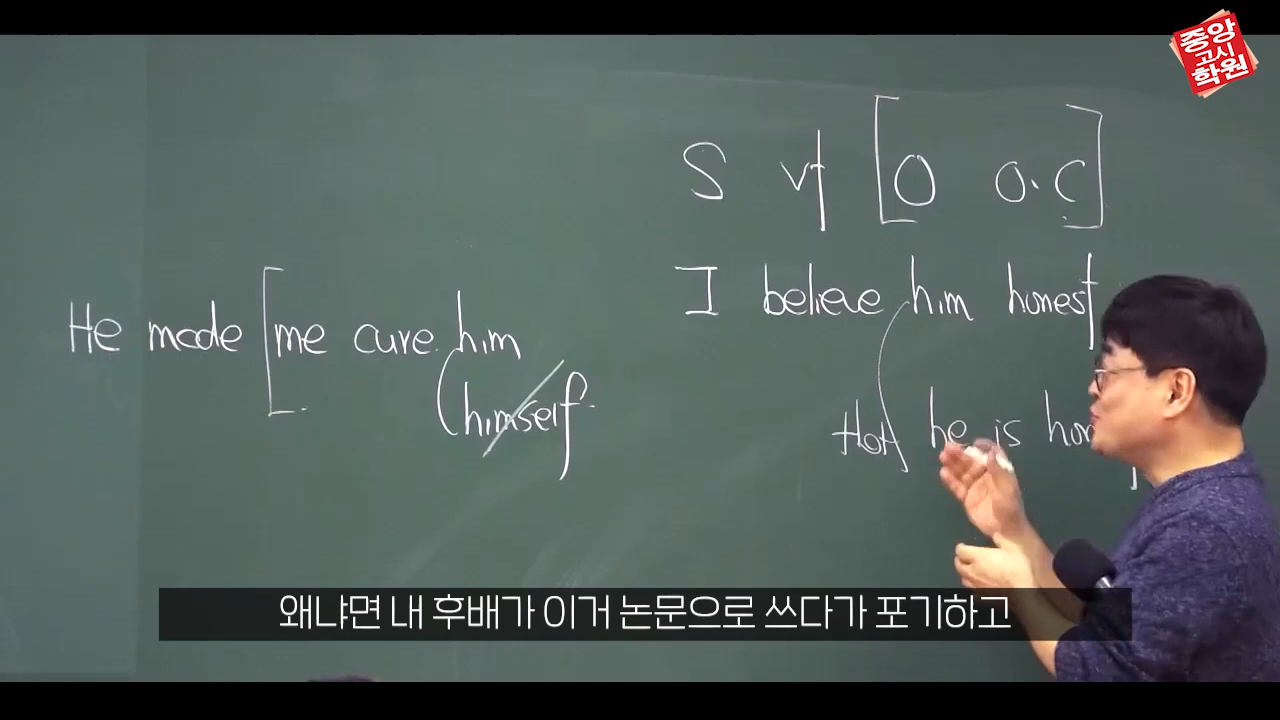 중앙
고시
학원
S vt [O O.C]
I believe him honest
He made [me cure him
himself.
that he is hon
왜냐면 내 후배가 이거 논문으로 쓰다가 포기하고